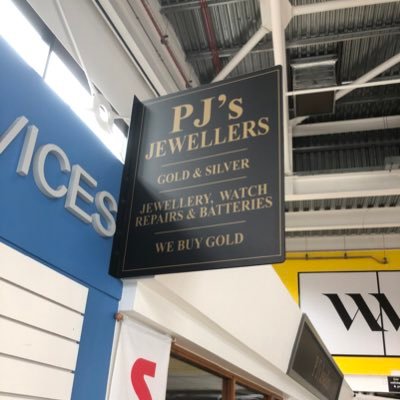 VICES
PJ's
JEWELLERS
GOLD & SILVER
JEWELLERY, WATCH
REPAIRS & BATTERIES
WE BUY GOLD